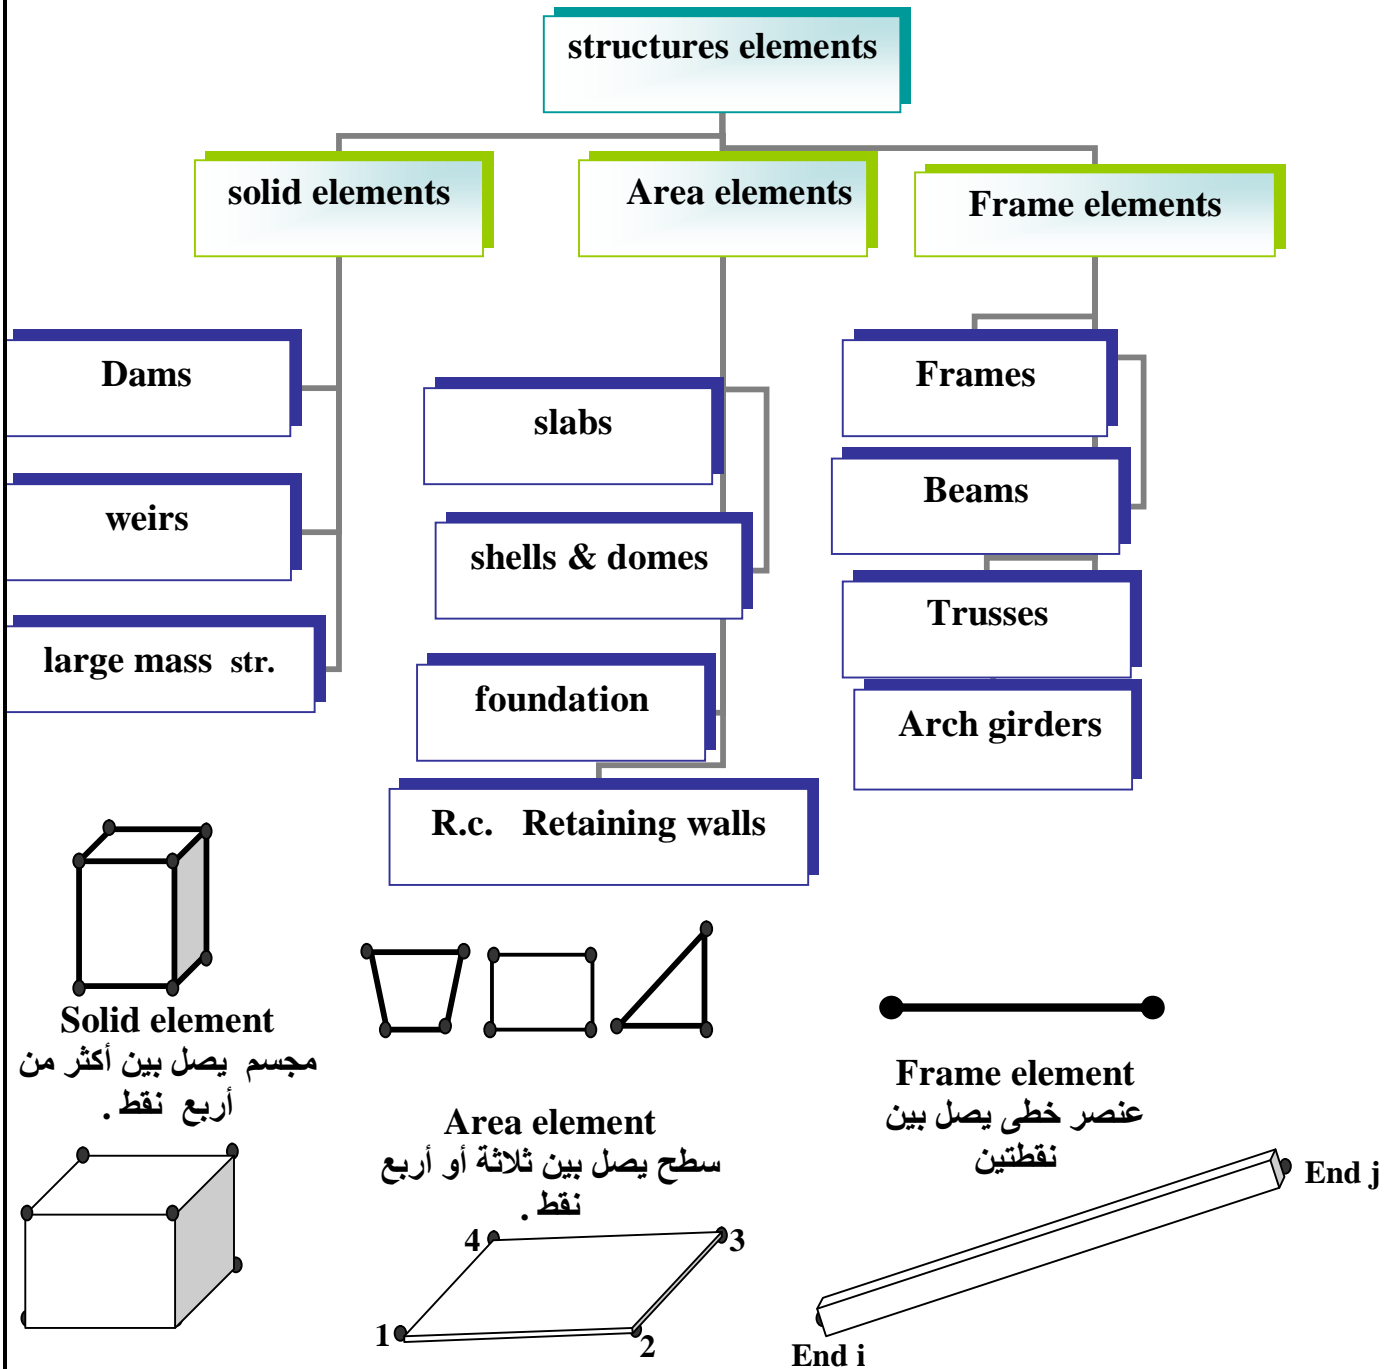 structures elements
solid elements
Area elements
Frame elements
Dams
weirs
large mass str.
slabs
shells & domes
foundation
R.c. Retaining walls
Frames
Beams
Trusses
Arch girders
Solid element
مجسم يصل بين أكثر من
أربع نقط .
Area element
سطح يصل بين ثلاثة أو أربع
نقط .
4
3
1
2
Frame element
عنصر خطى يصل بين
نقطتين
End j
End i